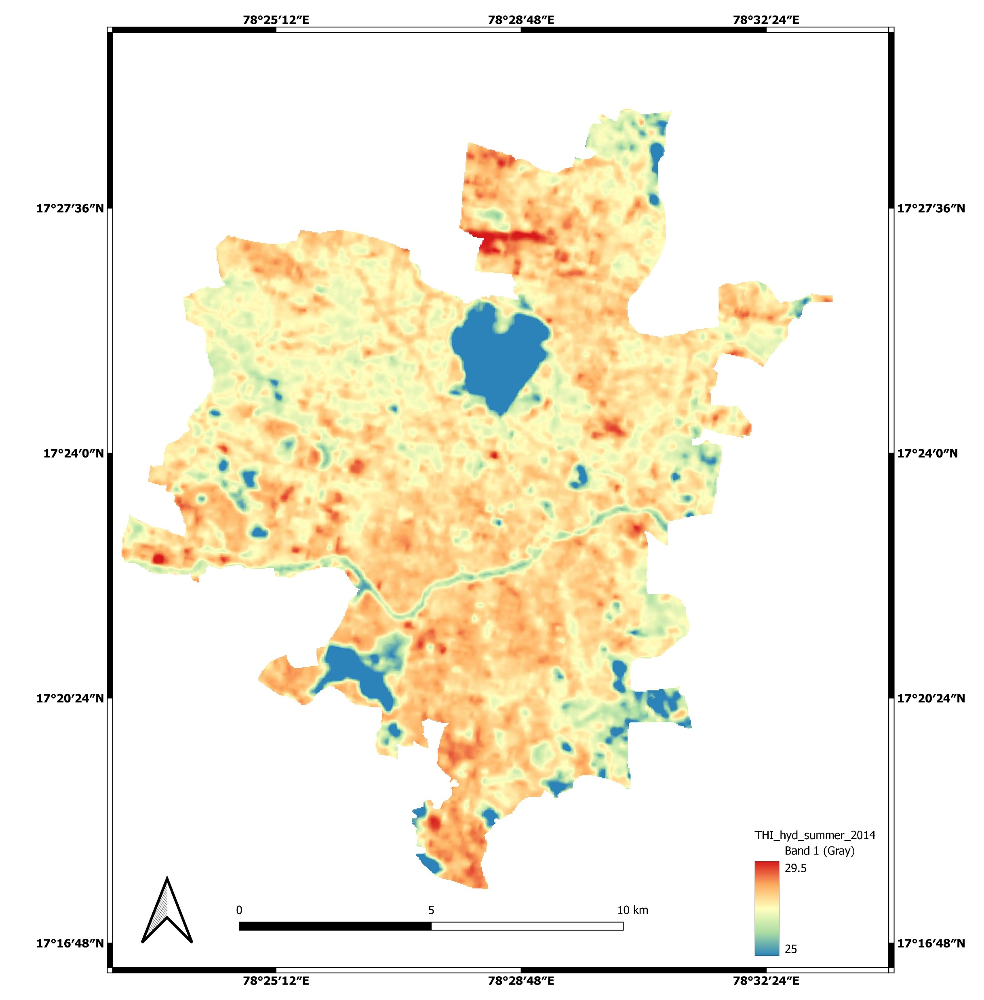 78°25′12″E 78°28′48″E 78°32′24″E
17°27′36″N 17°27′36″N
17°24′0″N 17°24′0″N
17°20′24″N 17°20′24″N
THI_hyd_summer_2014
Band 1 (Gray)
29.5
0 5 10 km
25
17°16′48″N 17°16′48″N
78°25′12″E 78°28′48″E 78°32′24″E